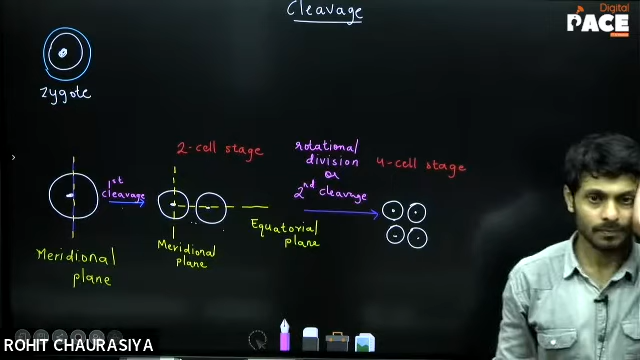 Cleavage
Digital
PACE
zygote
2-cell stage
rotational
division
or
2nd cleavage
4-cell stage
1st
cleavage
Meridional
plane
Meridional
plane
Equatorial
plane
ROHIT CHAURASIYA